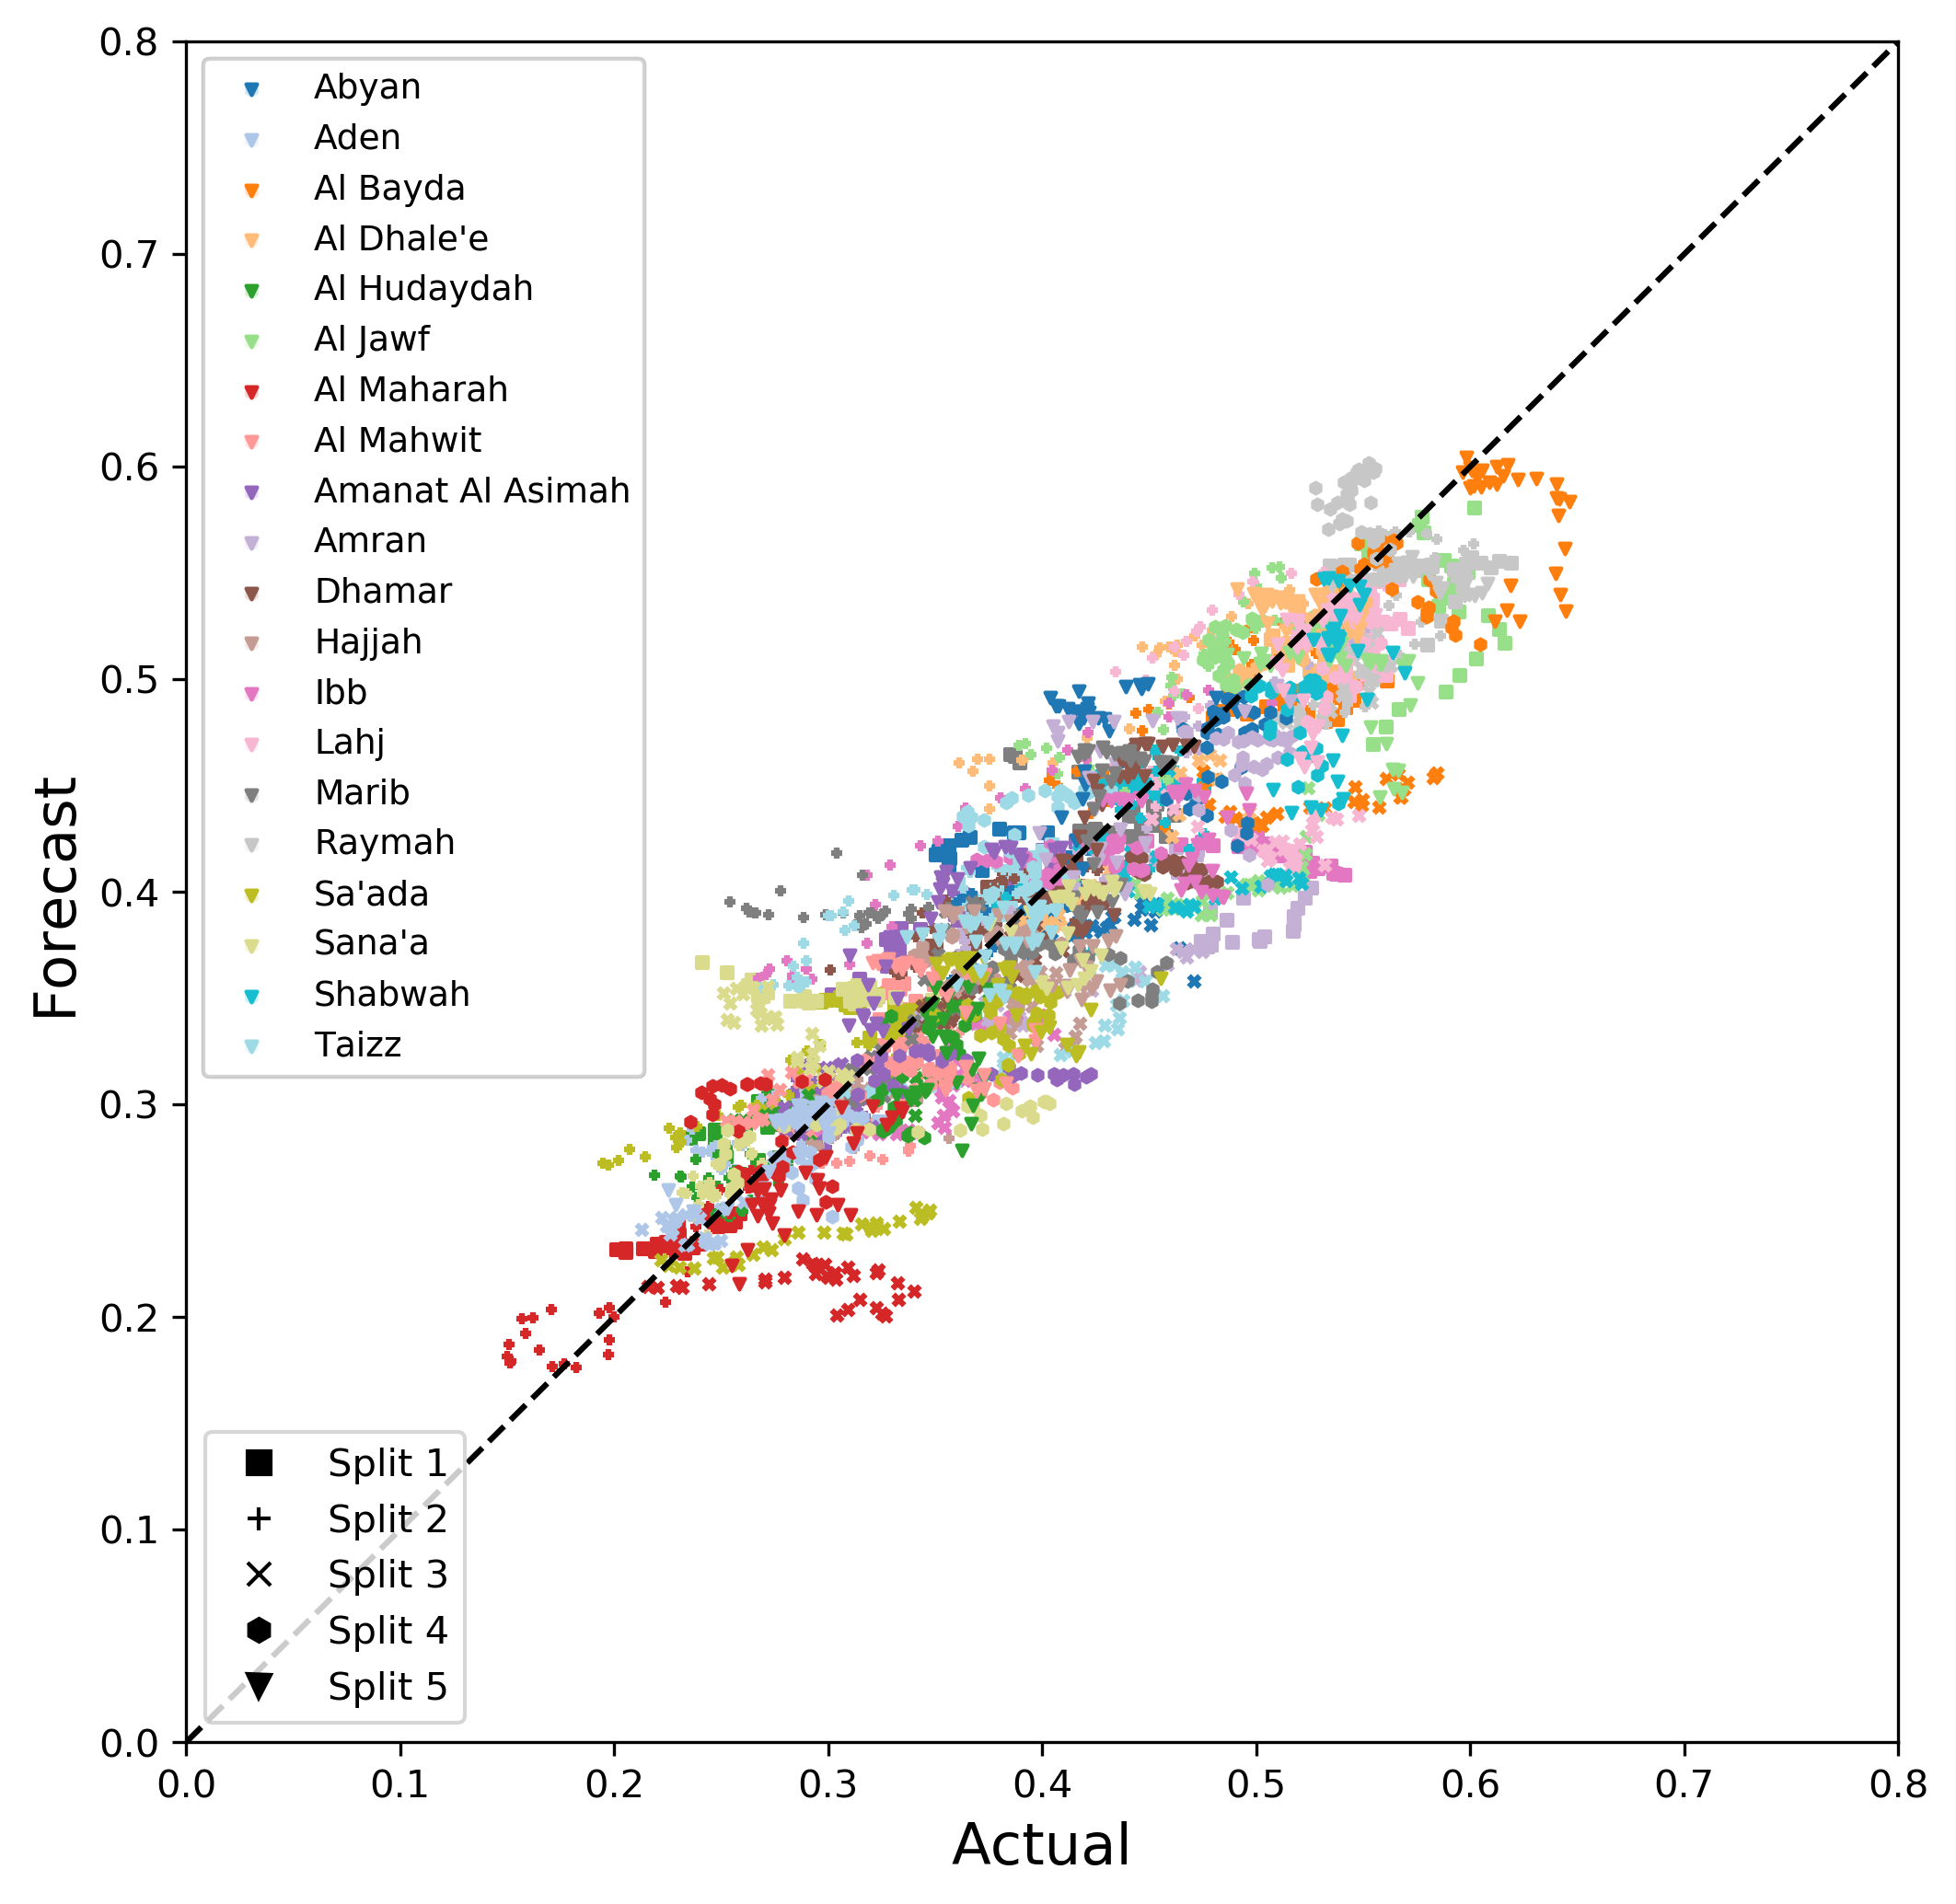 Forecast
0.8
0.7
0.6
0.5
0.4
0.3
0.2
0.1
0.0
Abyan
Aden
Al Bayda
Al Dhale'e
Al Hudaydah
Al Jawf
Al Maharah
Al Mahwit
Amanat Al Asimah
Amran
Dhamar
Hajjah
Ibb
Lahj
Marib
Raymah
Sa'ada
Sana'a
Shabwah
Taizz
Split 1
Split 2
Split 3
Split 4
Split 5
0.0 0.1 0.2 0.3 0.4 0.5 0.6 0.7 0.8
Actual